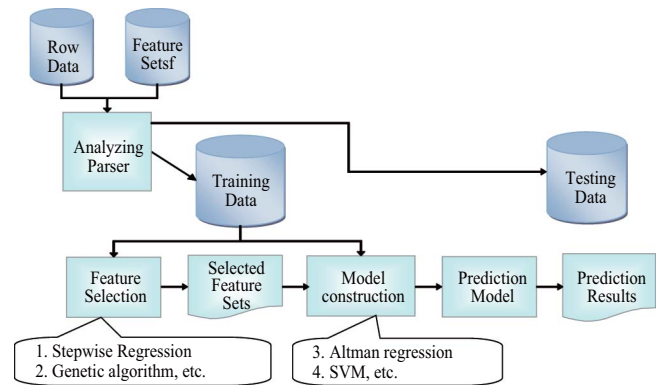 Row
Data
Feature
Setsf
Analyzing
Parser
Training
Data
Testing
Data
Feature
Selection
Selected
Feature
Sets
Model
construction
Prediction
Model
Prediction
Results
1. Stepwise Regression
2. Genetic algorithm, etc.
3. Altman regression
4. SVM, etc.